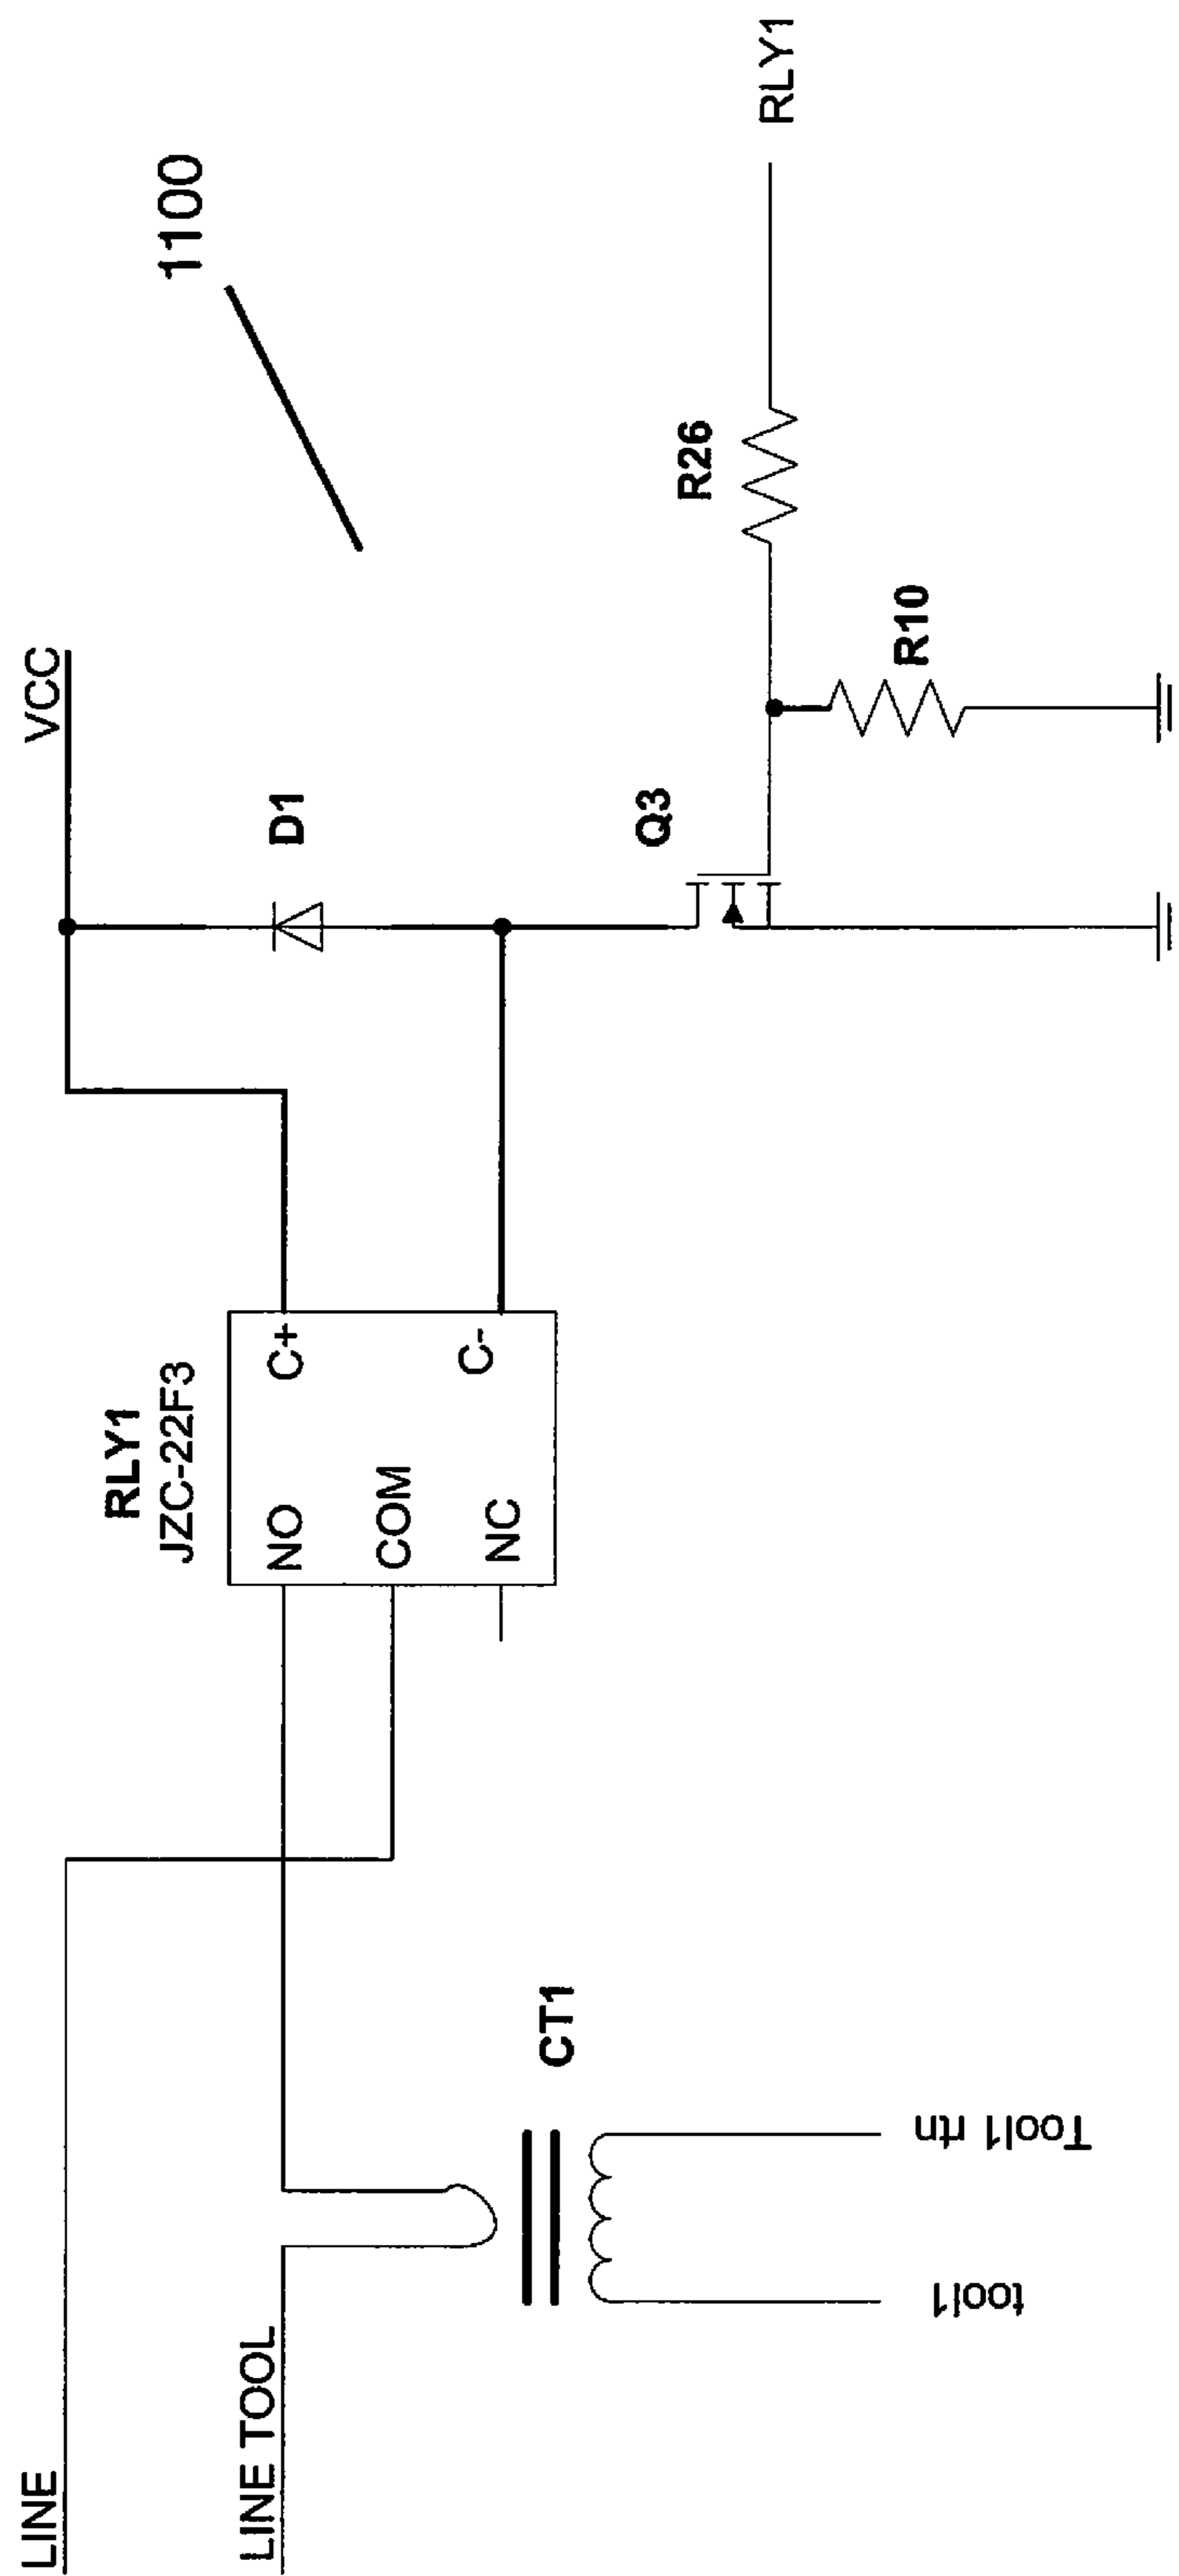 LINE
LINE TOOL
CT1
tool1
Tool1 rtn
RLY1
JZC-22F3
NO
COM
NC
C+
C-
VCC
D1
Q3
R10
R26
RLY1
1100